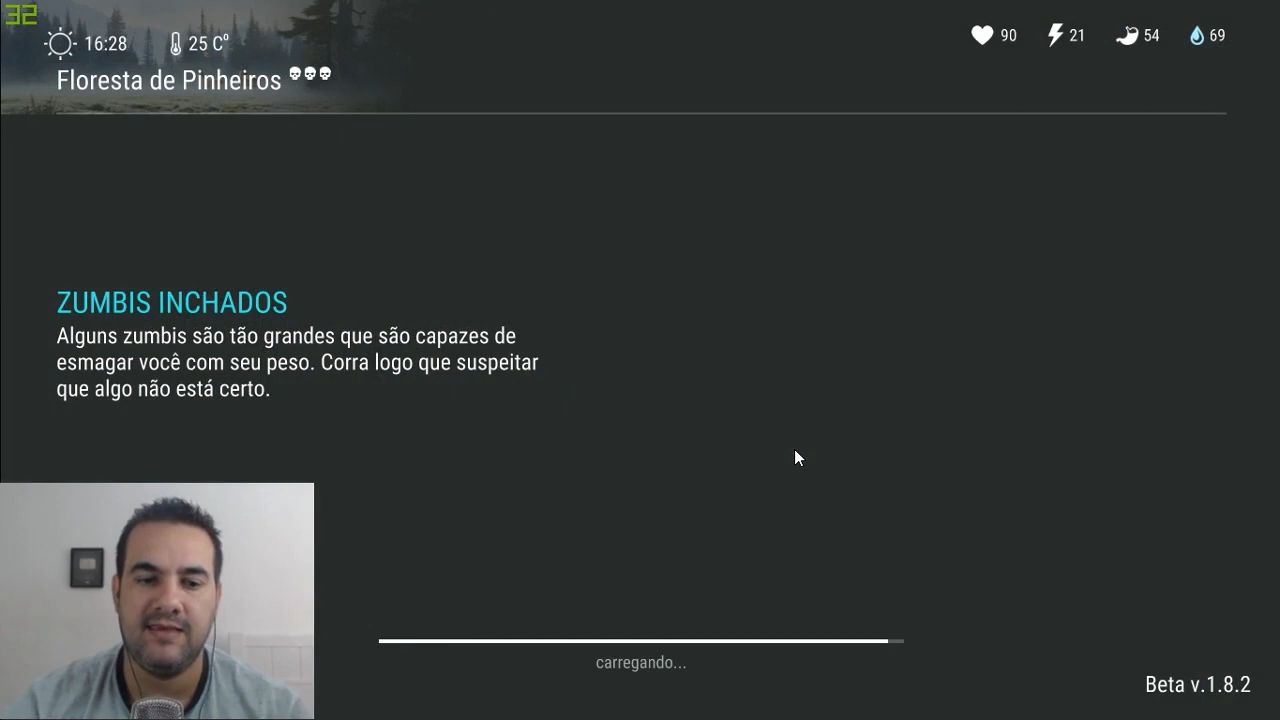 32
16:28 25 Cº
90 21 54 69
Floresta de Pinheiros
ZUMBIS INCHADOS
Alguns zumbis são tão grandes que são capazes de
esmagar você com seu peso. Corra logo que suspeitar
que algo não está certo.
carregando...
Beta v.1.8.2